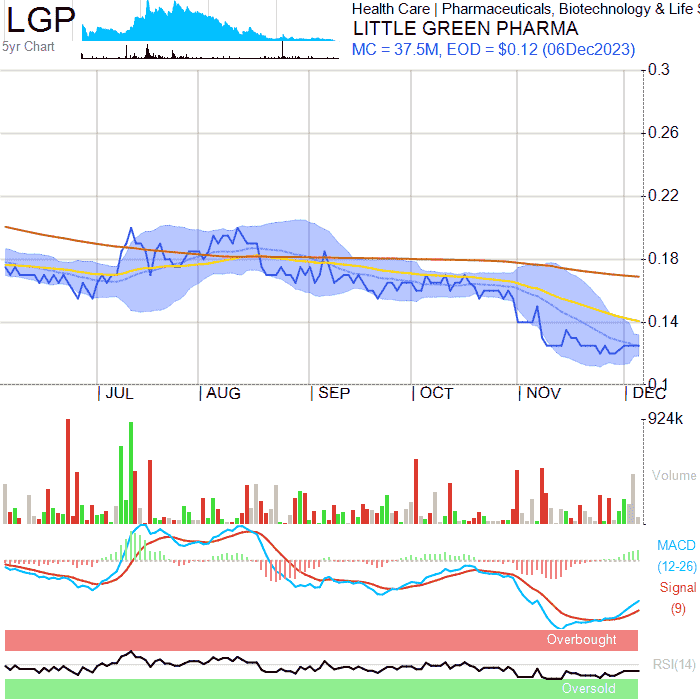 LGP
5yr Chart
Health Care | Pharmaceuticals, Biotechnology & Life S
LITTLE GREEN PHARMA
MC = 37.5M, EOD = $0.12 (06Dec2023)
0.3
0.26
0.22
0.18
0.14
0.1
JUL AUG SEP OCT NOV DEC
924k
Volume
MACD
(12-26)
Signal
(9)
Overbought
RSI(14)
Oversold